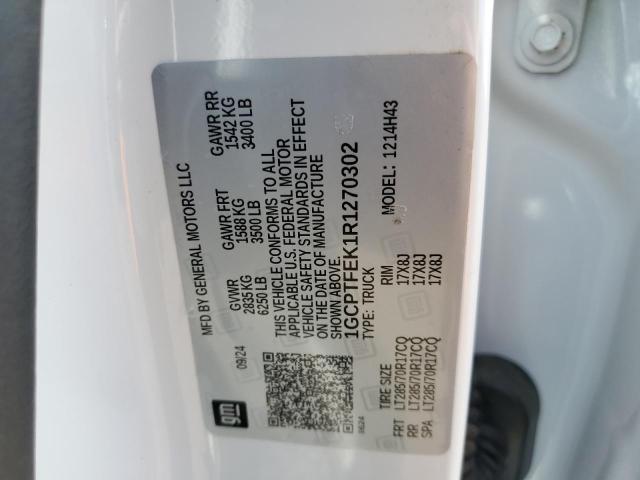 MFD BY GENERAL MOTORS LLC
09/24
GVWR
2835 KG
6250 LB
GAWR FRT
1588 KG
3500 LB
GAWR RR
1542 KG
3400 LB
THIS VEHICLE CONFORMS TO ALL
APPLICABLE U.S. FEDERAL MOTOR
VEHICLE SAFETY STANDARDS IN EFFECT
ON THE DATE OF MANUFACTURE
SHOWN ABOVE.
1GCPTFEK1R1270302
TYPE: TRUCK
MODEL: 1214H43
gm
0624
TIRE SIZE RIM
FRT LT285/70R17CQ 17X8J
RR LT285/70R17CQ 17X8J
SPA LT285/70R17CQ 17X8J